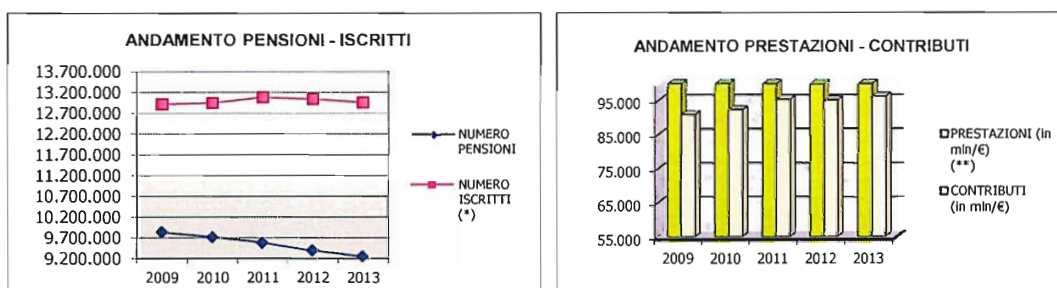 ANDAMENTO PENSIONI - ISCRITTI
13.700.000
13.200.000
12.700.000
12.200.000
11.700.000
11.200.000
10.700.000
10.200.000
9.700.000
9.200.000
2009 2010 2011 2012 2013
NUMERO
PENSIONI
NUMERO
ISCRITTI
(*)
ANDAMENTO PRESTAZIONI - CONTRIBUTI
95.000
85.000
75.000
65.000
55.000
2009 2010 2011 2012 2013
PRESTAZIONI (in
mln/€)
(**)
CONTRIBUTI
(in mln/€)